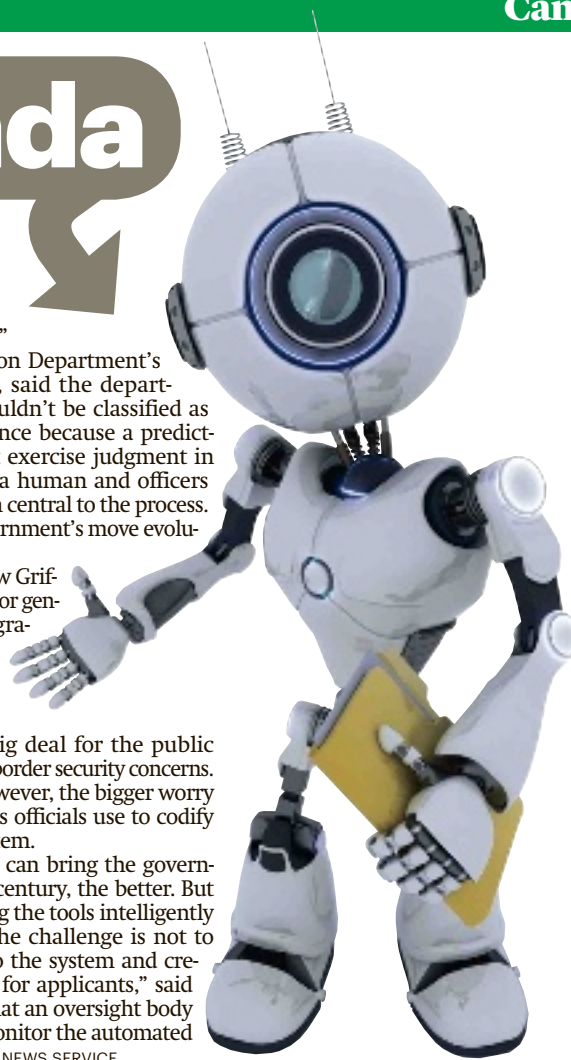 Can
da
”
on Department’s
, said the depart-
uldn’t be classified as
nce because a predict-
exercise judgment in
a human and officers
central to the process.
ernment’s move evolu-
w Grif-
or gen-
gra-
ig deal for the public
border security concerns.
wever, the bigger worry
s officials use to codify
tem.
can bring the govern-
century, the better. But
g the tools intelligently
he challenge is not to
o the system and cre-
for applicants,” said
at an oversight body
onitor the automated
NEWS SERVICE